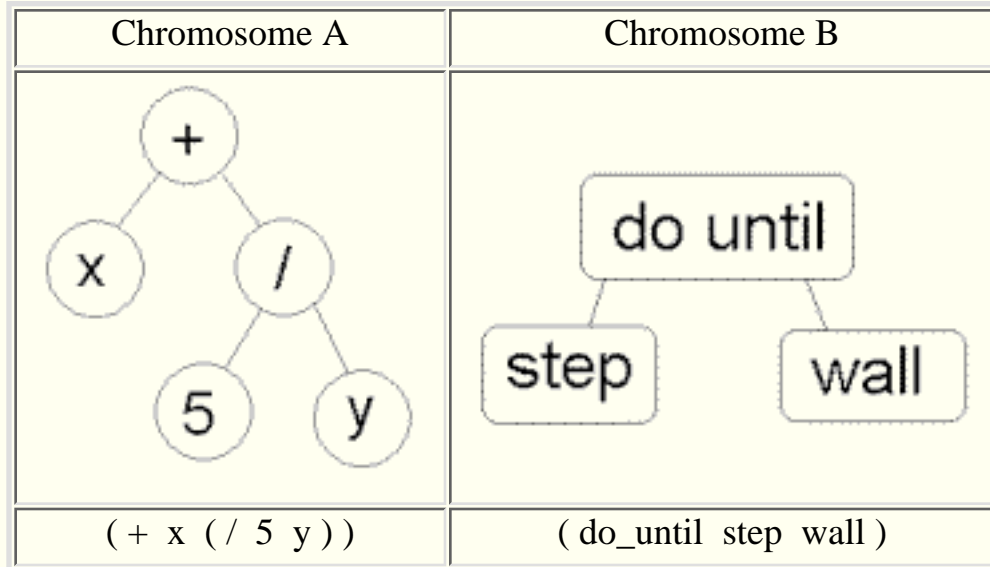 Chromosome A
Chromosome B
+
x
/
5
y
do until
step
wall
( + x ( / 5 y ) )
( do_until step wall )